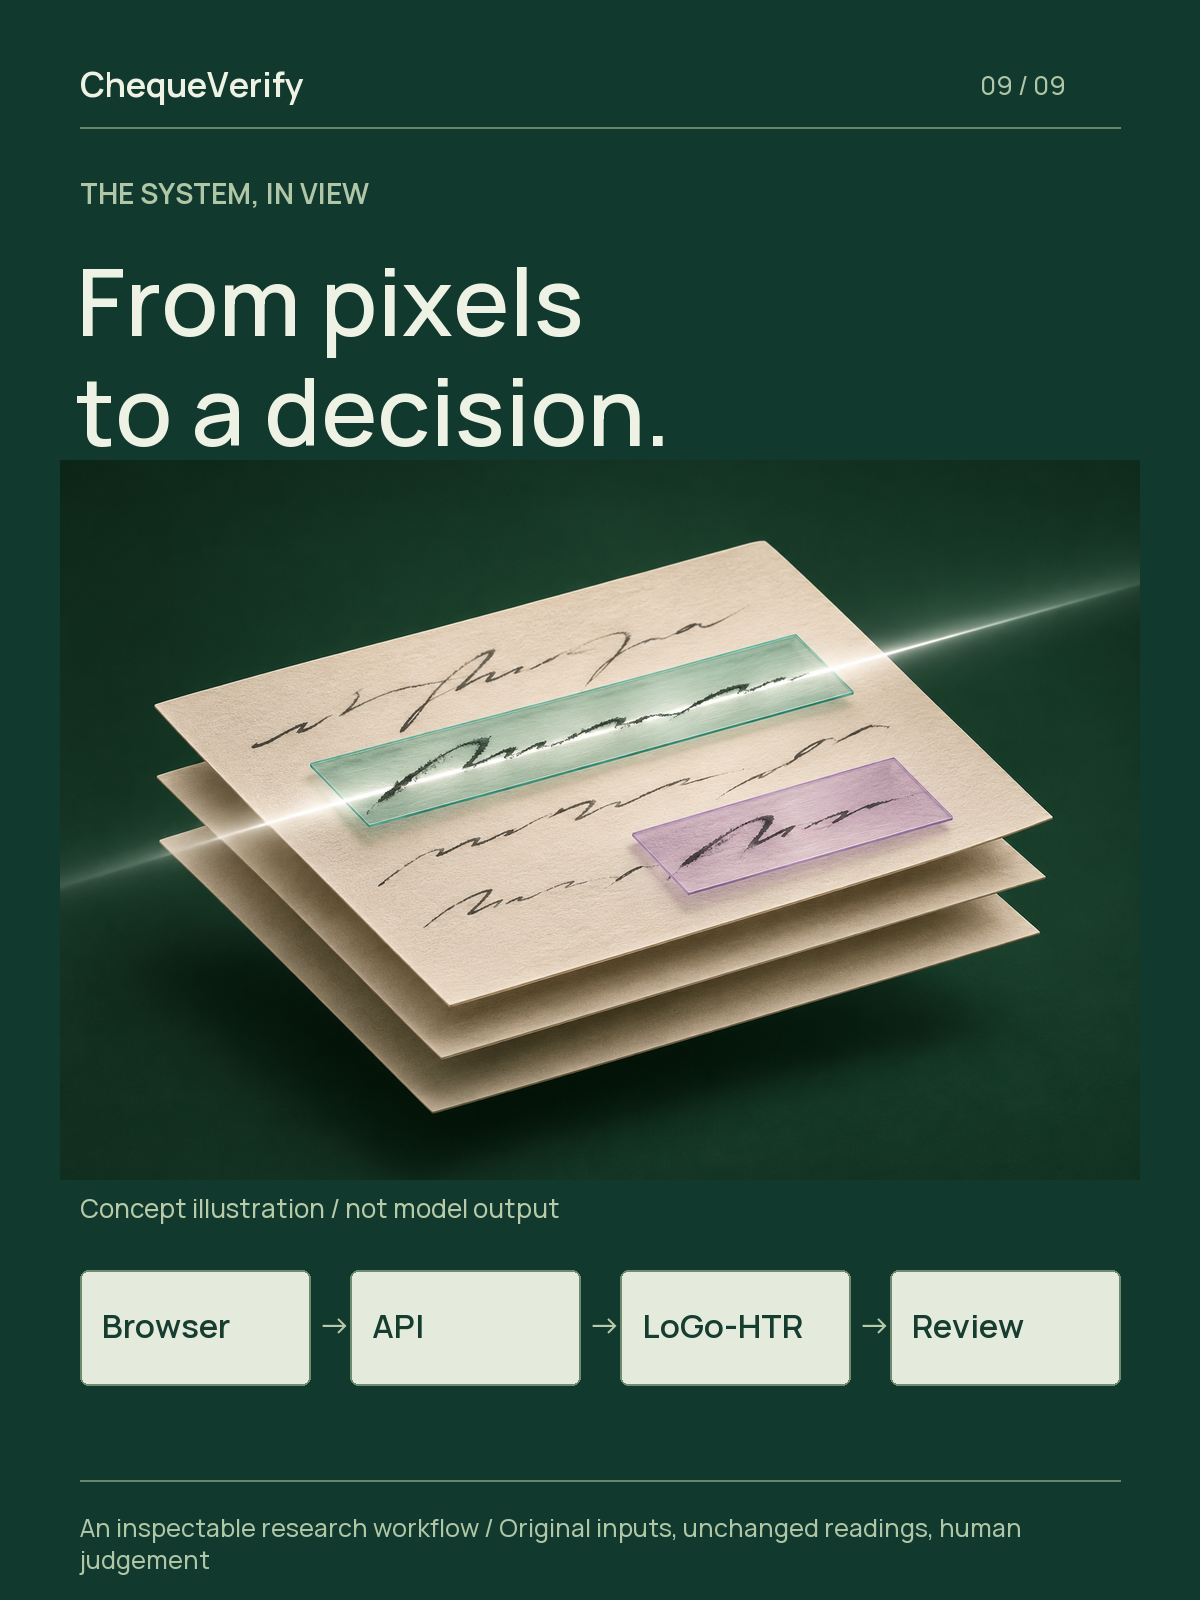 ChequeVerify
09 / 09
THE SYSTEM, IN VIEW
From pixels
to a decision.
Concept illustration / not model output
Browser → API → LoGo-HTR → Review
An inspectable research workflow / Original inputs, unchanged readings, human
judgement